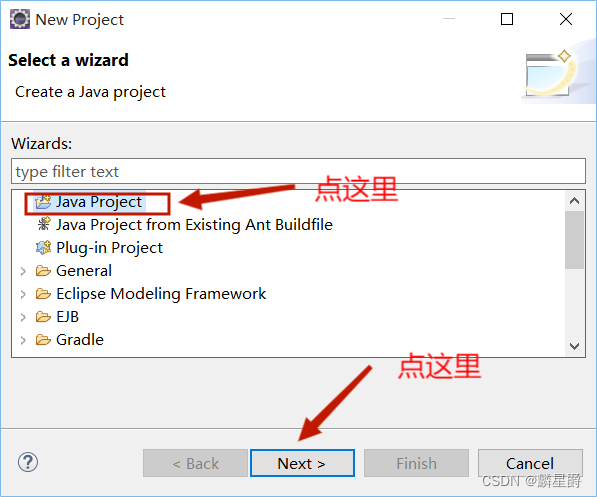 New Project
Select a wizard
Create a Java project
Wizards:
type filter text
Java Project
点这里
Java Project from Existing Ant Buildfile
Plug-in Project
General
Eclipse Modeling Framework
EJB
Gradle
点这里
< Back
Next >
Finish
Cancel
CSDN @麟星爵